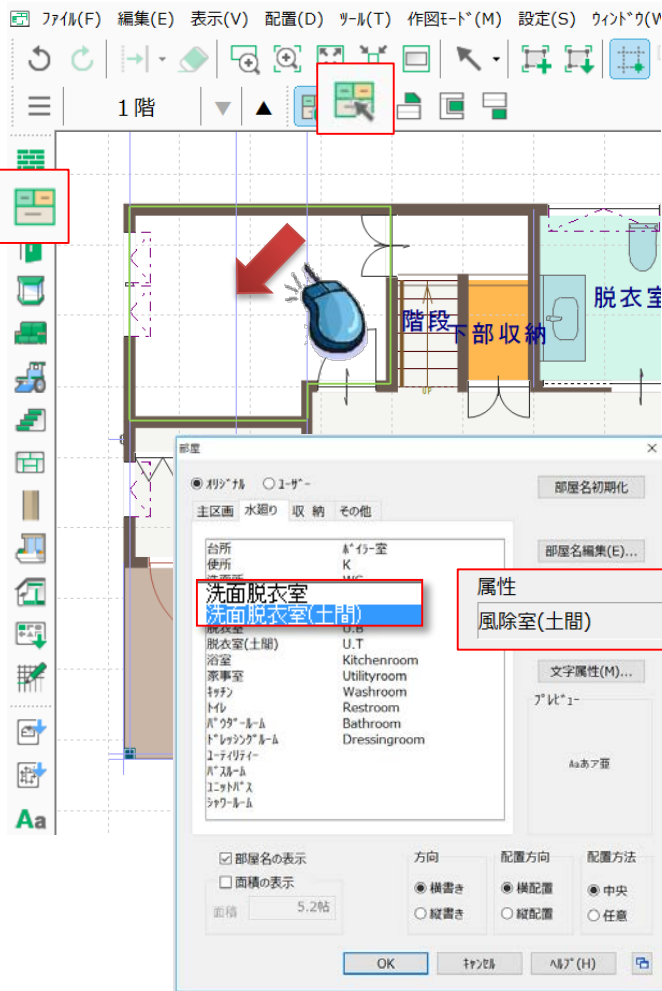 ﾌｧｲﾙ(F) 編集(E) 表示(V) 配置(D) ﾂｰﾙ(T) 作図ﾓｰﾄﾞ(M) 設定(S) ｳｨﾝﾄﾞｳ(W
1 階
脱衣室
階段
下部収納
UP
部屋
ｵﾘｼﾞﾅﾙ ﾕｰｻﾞｰ
部屋名初期化
主区画 水廻り 収 納 その他
台所 ﾎﾞｲﾗｰ室
部屋名編集(E)...
便所 K
洗面脱衣室
洗面脱衣室(土間)
属性
風除室(土間)
脱衣室 U.B
脱衣室(土間) U.T
浴室 Kitchenroom
家事室 Utilityroom
文字属性(M)...
ｷｯﾁﾝ Washroom
ﾄｲﾚ Restroom
ﾌﾟﾚﾋﾞｭｰ
ﾊﾟｳﾀﾞｰﾙｰﾑ Bathroom
ﾄﾞﾚｯｼﾝｸﾞﾙｰﾑ Dressingroom
ﾕｰﾃｨﾘﾃｨｰ
ﾊﾞｽﾙｰﾑ
ﾕﾆｯﾄﾊﾞｽ
ｼｬﾜｰﾙｰﾑ
Aaあア亜
Aa
部屋名の表示
面積の表示
面積 5.2帖
方向
横書き
縦書き
配置方向
横配置
縦配置
配置方法
中央
任意
OK ｷｬﾝｾﾙ ﾍﾙﾌﾟ(H)